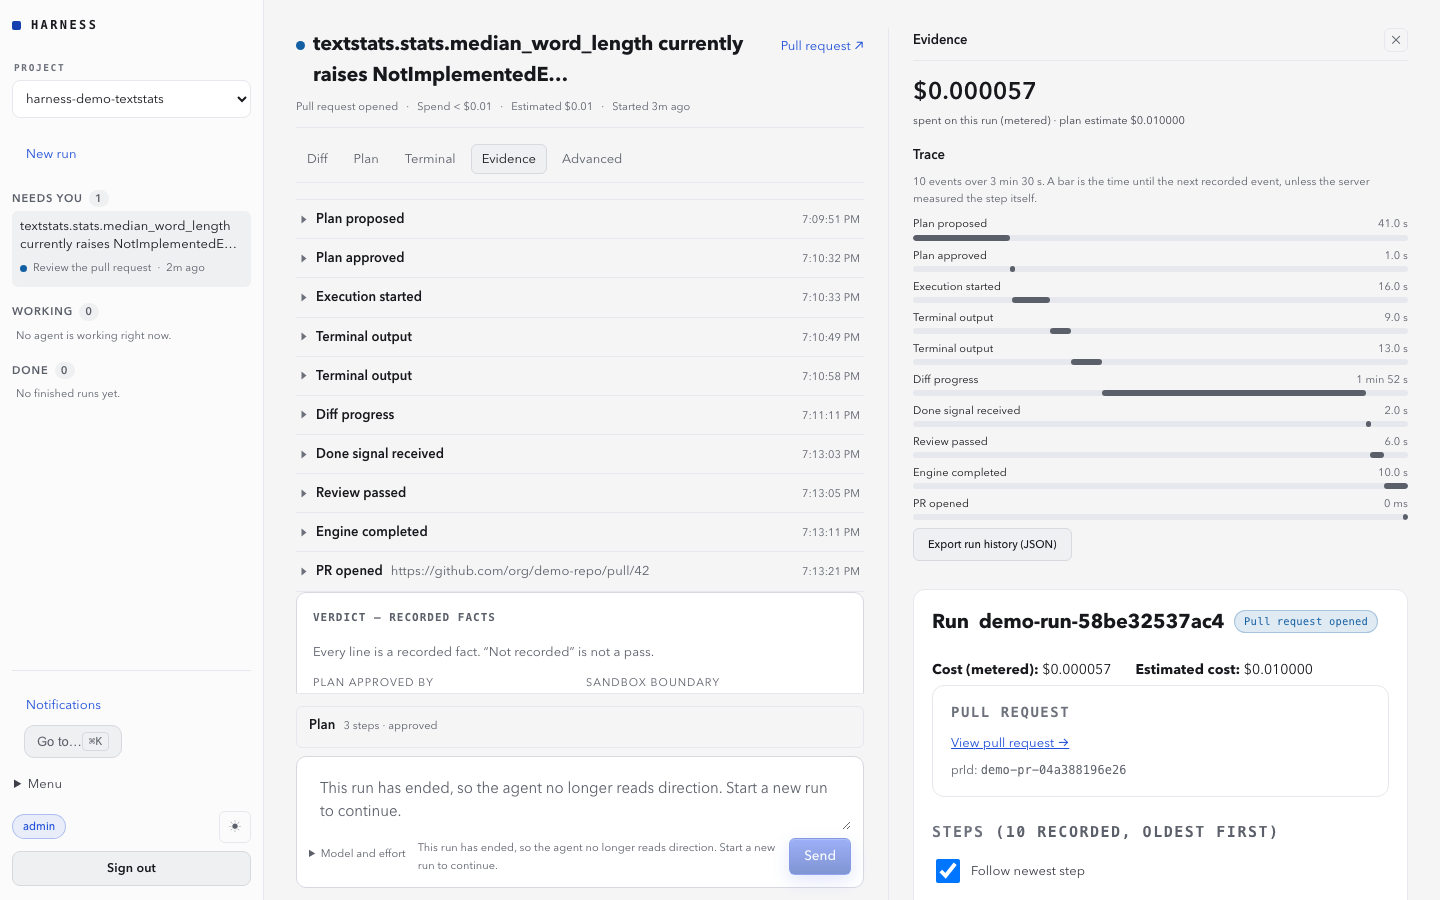 HARNESS
PROJECT
harness-demo-textstats
New run
NEEDS YOU 1
textstats.stats.median_word_length
currently raises NotImplementedE...
Review the pull request · 2m ago
WORKING 0
No agent is working right now.
DONE 0
No finished runs yet.
Notifications
Go to... ⌘K
Menu
admin
Sign out
textstats.stats.median_word_length currently
raises NotImplementedE...
Pull request ↗
Pull request opened · Spend < $0.01 · Estimated $0.01 · Started 3m ago
Diff Plan Terminal Evidence Advanced
Plan proposed 7:09:51 PM
Plan approved 7:10:32 PM
Execution started 7:10:33 PM
Terminal output 7:10:49 PM
Terminal output 7:10:58 PM
Diff progress 7:11:11 PM
Done signal received 7:13:03 PM
Review passed 7:13:05 PM
Engine completed 7:13:11 PM
PR opened https://github.com/org/demo-repo/pull/42 7:13:21 PM
VERDICT — RECORDED FACTS
Every line is a recorded fact. “Not recorded” is not a pass.
PLAN APPROVED BY SANDBOX BOUNDARY
Plan 3 steps · approved
This run has ended, so the agent no longer reads direction. Start a new run
to continue.
Model and effort
This run has ended, so the agent no longer reads direction. Start a new
run to continue.
Send
Evidence
$0.000057
spent on this run (metered) · plan estimate $0.010000
Trace
10 events over 3 min 30 s. A bar is the time until the next recorded event, unless the server
measured the step itself.
Plan proposed 41.0 s
Plan approved 1.0 s
Execution started 16.0 s
Terminal output 9.0 s
Terminal output 13.0 s
Diff progress 1 min 52 s
Done signal received 2.0 s
Review passed 6.0 s
Engine completed 10.0 s
PR opened 0 ms
Export run history (JSON)
Run demo-run-58be32537ac4 Pull request opened
Cost (metered): $0.000057 Estimated cost: $0.010000
PULL REQUEST
View pull request →
prId: demo-pr-04a388196e26
STEPS (10 RECORDED, OLDEST FIRST)
Follow newest step